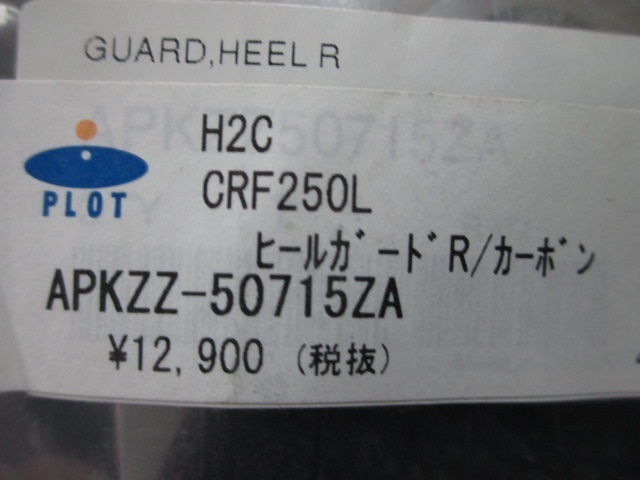 GUARD,HEEL R
H2C
CRF250L
PLOT
ﾋｰﾙｶﾞｰﾄﾞR/ｶｰﾎﾞﾝ
APKZZ-50715ZA
¥12,900 (税抜)